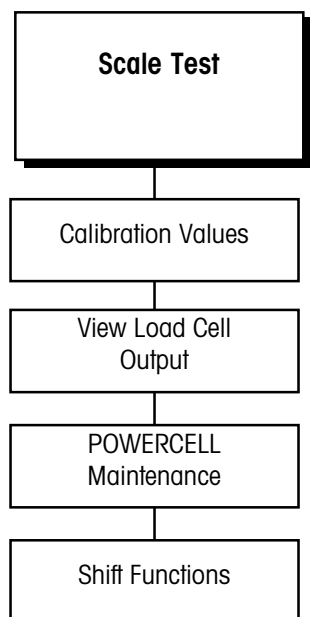 Scale Test
Calibration Values
View Load Cell
Output
POWERCELL
Maintenance
Shift Functions